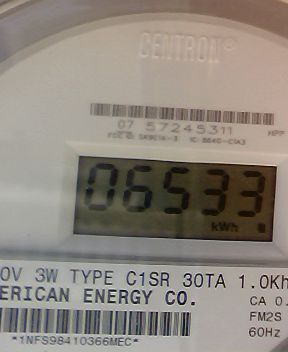 CENTRON®
07 57245311
HPP
06533
kWh
0V 3W TYPE C1SR 30TA 1.0Kh
ERICAN ENERGY CO.
CA 0.
FM2S
60Hz
*1NFS98410366MEC*